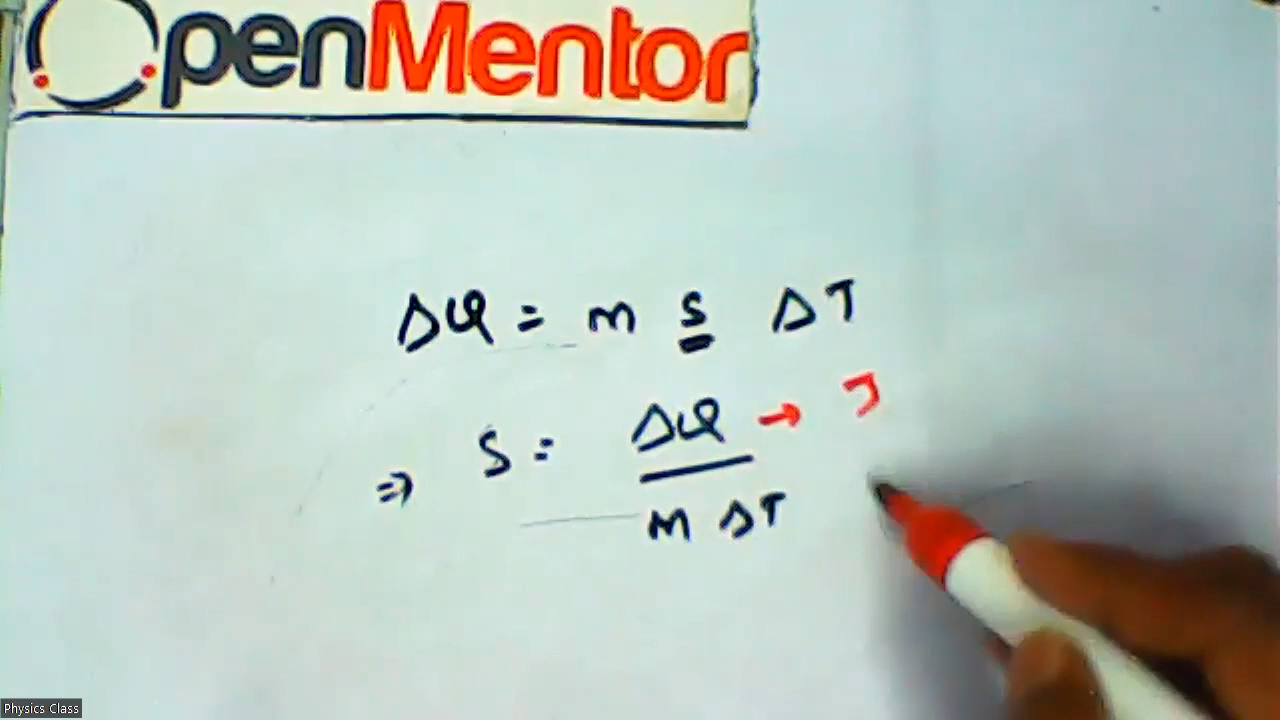 OpenMentor
ΔQ = m s ΔT
⇒ S = ΔQ → J
m ΔT
Physics Class